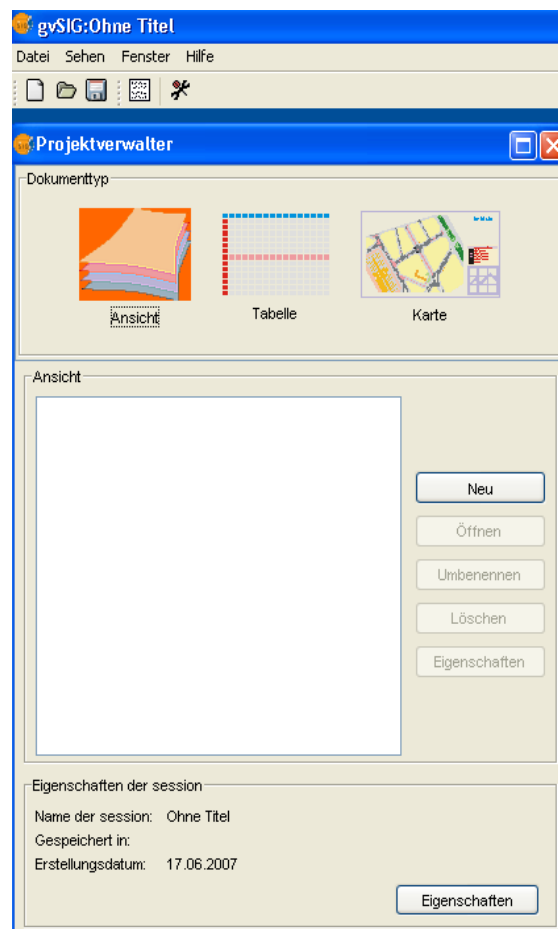 gvSIG:Ohne Titel
Datei Sehen Fenster Hilfe
Projektverwalter
Dokumenttyp
Ansicht
Tabelle
Karte
Ansicht
Neu
Öffnen
Umbenennen
Löschen
Eigenschaften
Eigenschaften der session
Name der session: Ohne Titel
Gespeichert in:
Erstellungsdatum: 17.06.2007
Eigenschaften